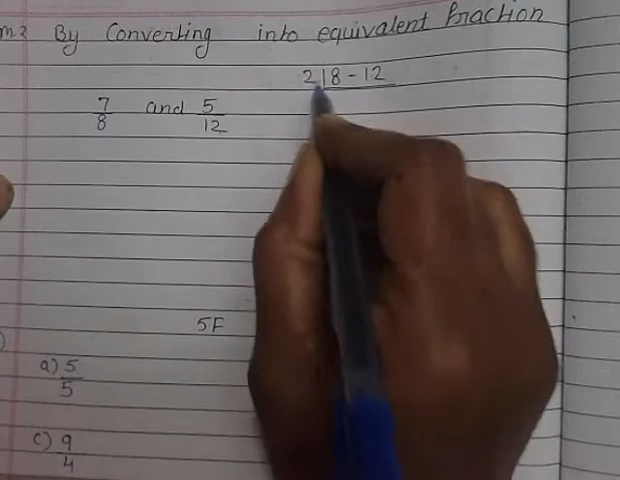 By Converting into equivalent fraction
2|8-12
7/8 and 5/12
5F
a) 5/5
c) 9/4